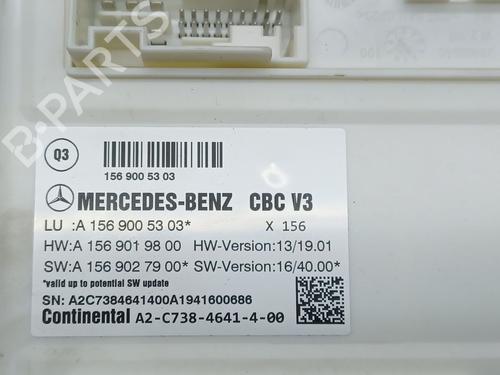 B-PARTS
Q3
156 900 53 03
MERCEDES-BENZ CBC V3
LU :A 156 900 53 03* X 156
HW:A 156 901 98 00 HW-Version:13/19.01
SW:A 156 902 79 00* SW-Version:16/40.00*
*valid up to potential SW update
SN: A2C7384641400A1941600686
Continental A2-C738-4641-4-00